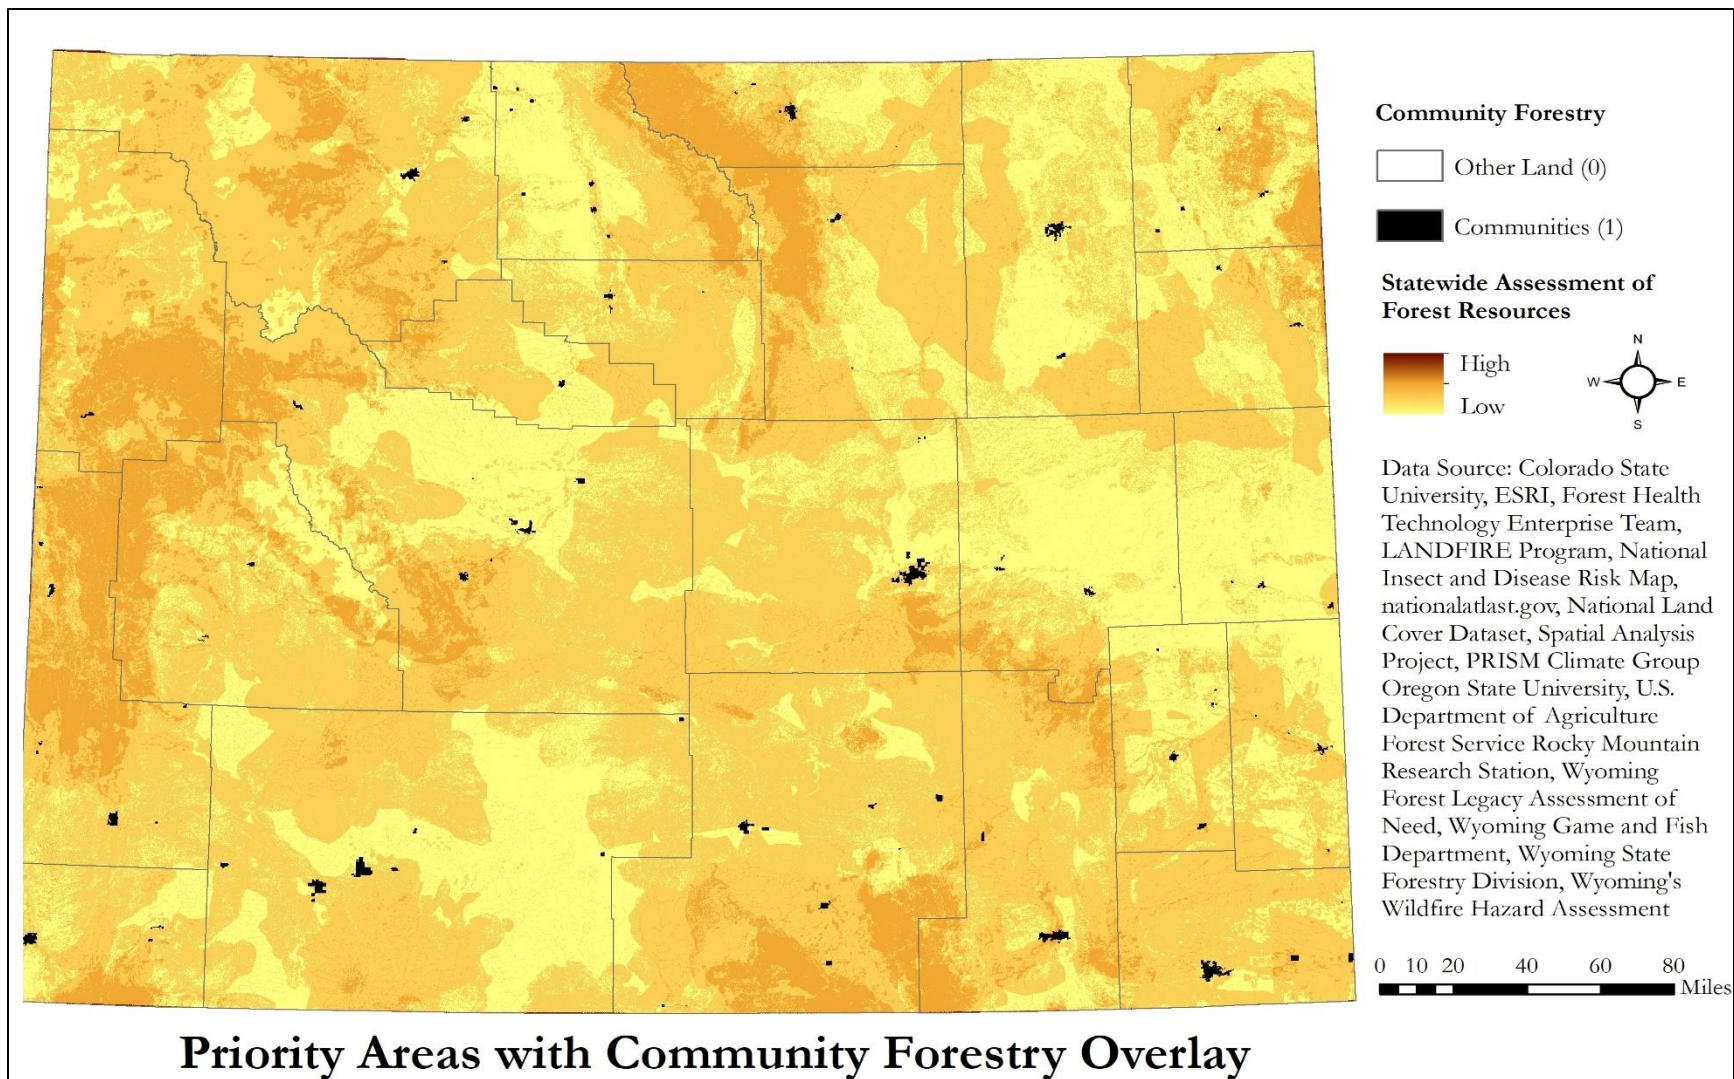 Community Forestry
Other Land (0)
Communities (1)
Statewide Assessment of
Forest Resources
High
Low
N
W
E
S
Data Source: Colorado State
University, ESRI, Forest Health
Technology Enterprise Team,
LANDFIRE Program, National
Insect and Disease Risk Map,
nationalatlast.gov, National Land
Cover Dataset, Spatial Analysis
Project, PRISM Climate Group
Oregon State University, U.S.
Department of Agriculture
Forest Service Rocky Mountain
Research Station, Wyoming
Forest Legacy Assessment of
Need, Wyoming Game and Fish
Department, Wyoming State
Forestry Division, Wyoming's
Wildfire Hazard Assessment
0 10 20 40 60 80
Miles
Priority Areas with Community Forestry Overlay